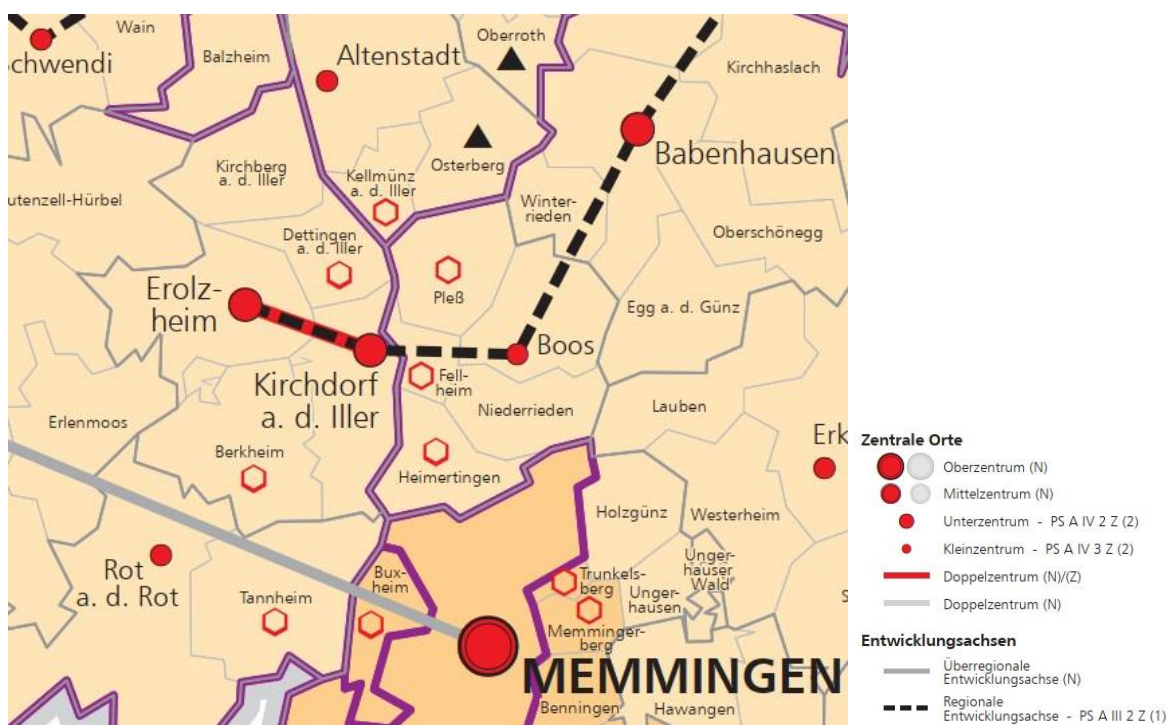 Wain
Oberroth
chwendi
Balzheim
Altenstadt
Kirchhaslach
Osterberg
Babenhausen
Kirchberg
a. d. Iller
Kellmünz
a. d. Iller
utenzell-Hürbel
Winter-
rieden
Oberschönegg
Dettingen
a. d. Iller
Pleß
Erolz-
heim
Egg a. d. Günz
Boos
Kirchdorf
a. d. Iller
Fell-
heim
Niederrieden
Lauben
Erlenmoos
Erk
Berkheim
Heimertingen
Holzgünz
Westerheim
Rot
a. d. Rot
Tannheim
Bux-
heim
Trunkels-
berg
Unger-
hausen
Unger-
häuser
Wald
Memminger-
berg
MEMMINGEN
Benningen
Hawangen
Zentrale Orte
Oberzentrum (N)
Mittelzentrum (N)
Unterzentrum - PS A IV 2 Z (2)
Kleinzentrum - PS A IV 3 Z (2)
Doppelzentrum (N)/(Z)
Doppelzentrum (N)
Entwicklungsachsen
Überregionale
Entwicklungsachse (N)
Regionale
Entwicklungsachse - PS A III 2 Z (1)